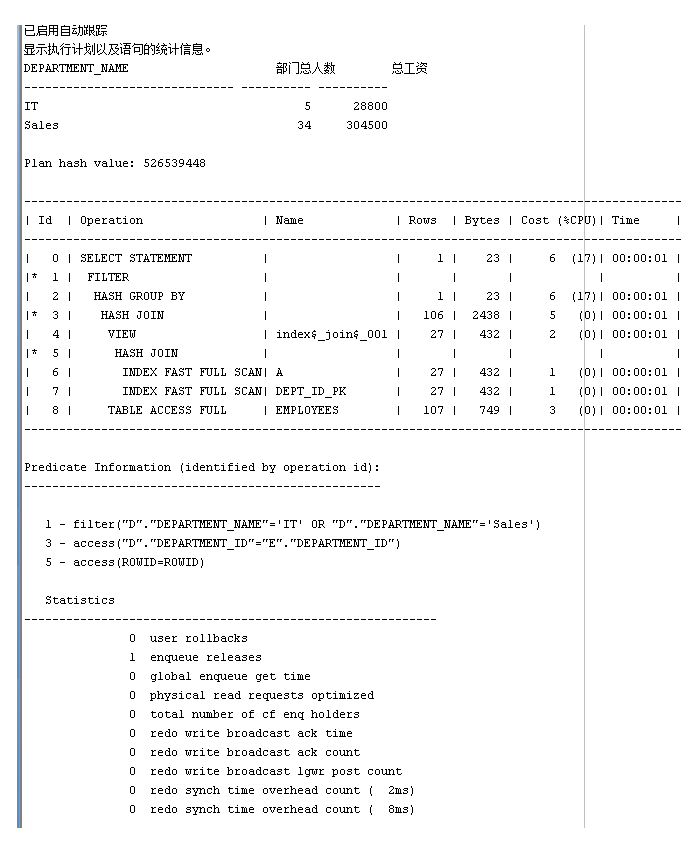 已启用自动跟踪
显示执行计划以及语句的统计信息。
DEPARTMENT_NAME                     部门总人数        总工资
------------------------------ ---------- ----------
IT                                      5      28800
Sales                                  34     304500
Plan hash value: 526539448
----------------------------------------------------------------------------------------------
| Id  | Operation                 | Name              | Rows  | Bytes | Cost (%CPU)| Time     |
----------------------------------------------------------------------------------------------
|   0 | SELECT STATEMENT          |                   |     1 |    23 |     6  (17)| 00:00:01 |
|*  1 |  FILTER                   |                   |       |       |            |          |
|   2 |   HASH GROUP BY           |                   |     1 |    23 |     6  (17)| 00:00:01 |
|*  3 |    HASH JOIN              |                   |   106 |  2438 |     5   (0)| 00:00:01 |
|   4 |     VIEW                  | index$_join$_001  |    27 |   432 |     2   (0)| 00:00:01 |
|*  5 |      HASH JOIN            |                   |       |       |            |          |
|   6 |       INDEX FAST FULL SCAN| A                 |    27 |   432 |     1   (0)| 00:00:01 |
|   7 |       INDEX FAST FULL SCAN| DEPT_ID_PK        |    27 |   432 |     1   (0)| 00:00:01 |
|   8 |     TABLE ACCESS FULL     | EMPLOYEES         |   107 |   749 |     3   (0)| 00:00:01 |
----------------------------------------------------------------------------------------------
Predicate Information (identified by operation id):
---------------------------------------------------
   1 - filter("D"."DEPARTMENT_NAME"='IT' OR "D"."DEPARTMENT_NAME"='Sales')
   3 - access("D"."DEPARTMENT_ID"="E"."DEPARTMENT_ID")
   5 - access(ROWID=ROWID)
   Statistics
-----------------------------------------------------------
               0  user rollbacks
               1  enqueue releases
               0  global enqueue get time
               0  physical read requests optimized
               0  total number of cf enq holders
               0  redo write broadcast ack time
               0  redo write broadcast ack count
               0  redo write broadcast lgwr post count
               0  redo synch time overhead count (  2ms)
               0  redo synch time overhead count (  8ms)